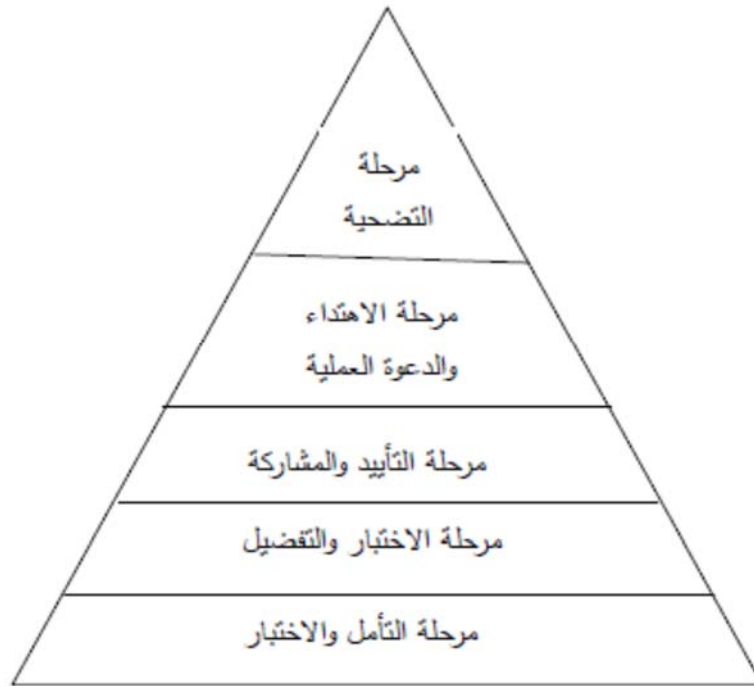 مرحلة
التضحية
مرحلة الاهتداء
والدعوة العملية
مرحلة التأييد والمشاركة
مرحلة الاختبار والتفضيل
مرحلة التأمل والاختبار